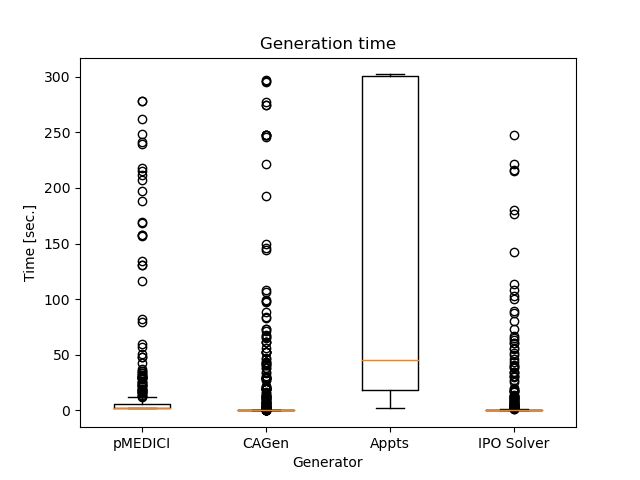 Generation time
Time [sec.]
300
250
200
150
100
50
0
pMEDICI CAGen Appts IPO Solver
Generator